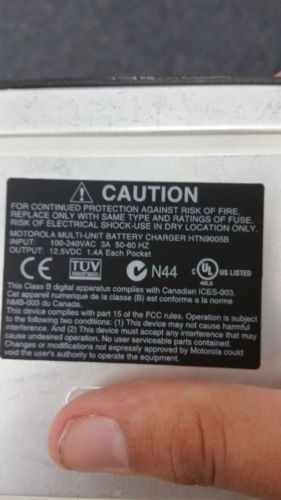 ⚠ CAUTION
FOR CONTINUED PROTECTION AGAINST RISK OF FIRE,
REPLACE ONLY WITH SAME TYPE AND RATINGS OF FUSE.
RISK OF ELECTRICAL SHOCK-USE IN DRY LOCATION ONLY.
MOTOROLA MULTI-UNIT BATTERY CHARGER HTN9005B
INPUT: 100-240VAC 3A 50-60 HZ
OUTPUT: 12.5VDC 1.4A Each Pocket
CE TUV N44 C UL US LISTED
This Class B digital apparatus complies with Canadian ICES-003.
Cet appareil numerique de la classe (B) est conforme a la norme
NMB-003 du Canada.
This device complies with part 15 of the FCC rules. Operation is subject
to the following two conditions: (1) This device may not cause harmful
interference. And (2) This device must accept any interference that may
cause undesired operation. No user serviceable parts contained.
Changes or modifications not expressly approved by Motorola could
void the user's authority to operate the equipment.